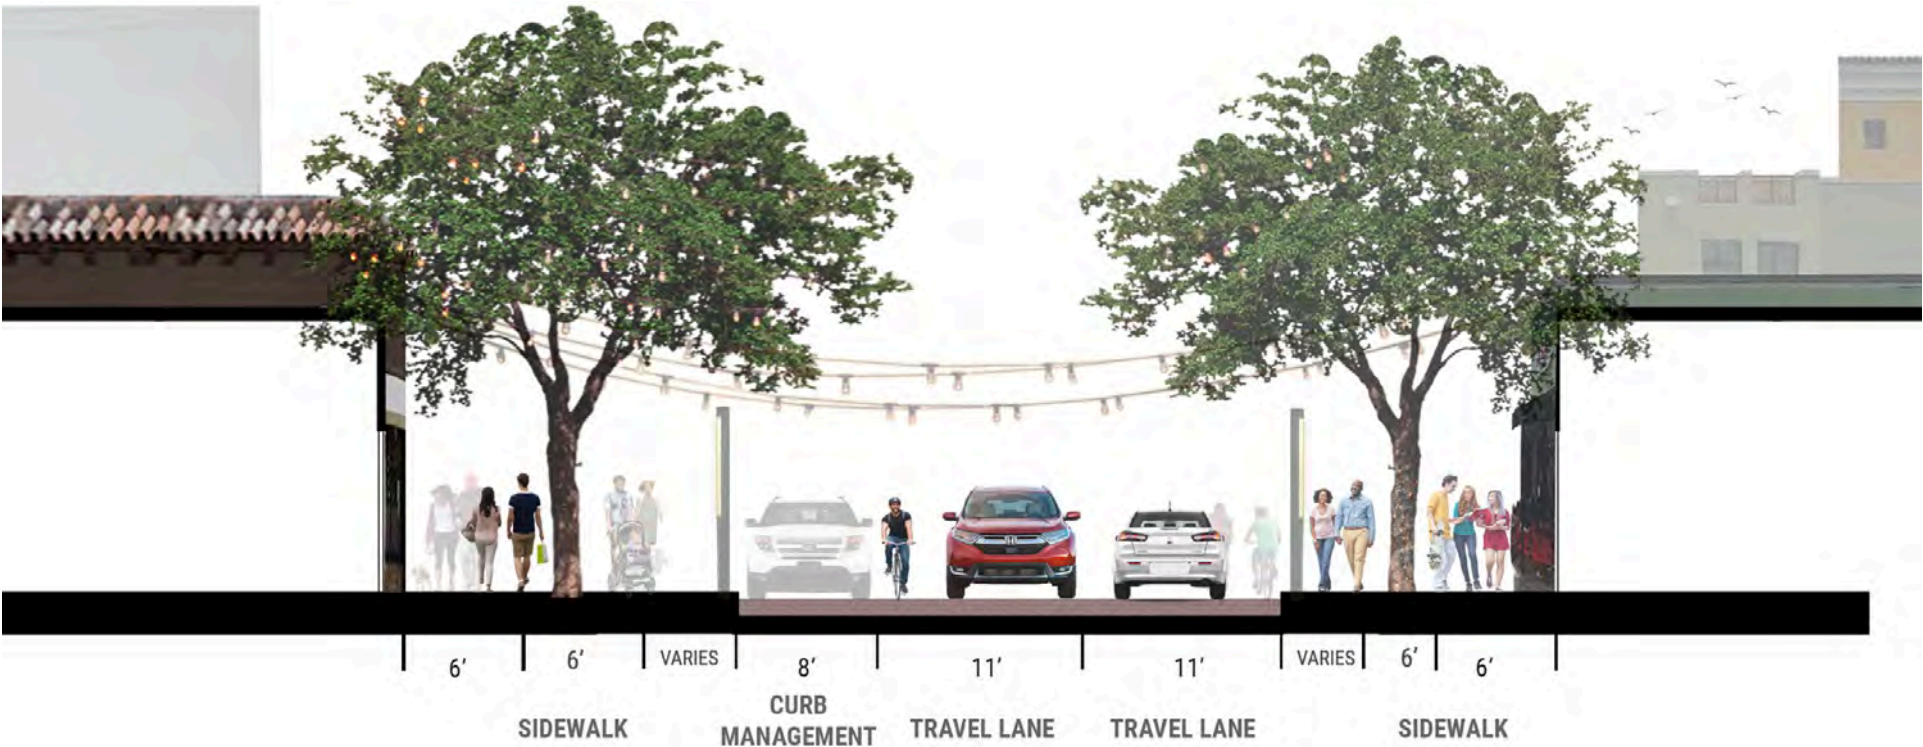 6’
6’
VARIES
8’
11’
11’
VARIES
6’
6’
SIDEWALK
CURB
MANAGEMENT
TRAVEL LANE
TRAVEL LANE
SIDEWALK